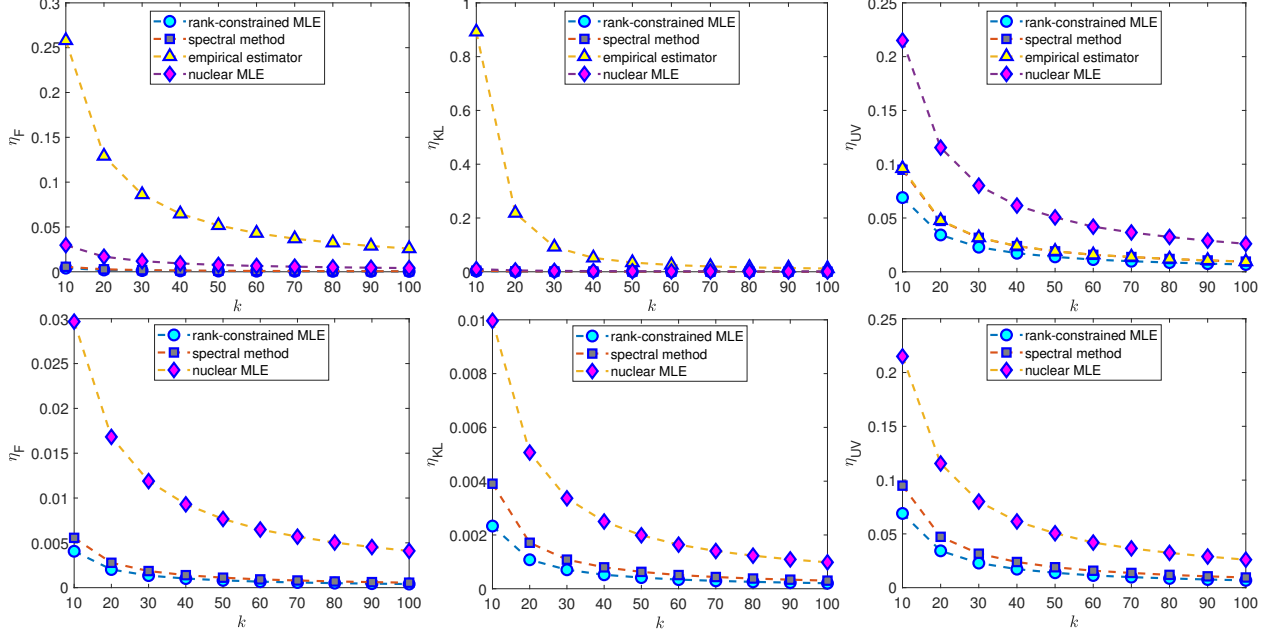 0.3
0.25
0.2
0.15
0.1
0.05
0
η_F
10 20 30 40 50 60 70 80 90 100
k
rank-constrained MLE
spectral method
empirical estimator
nuclear MLE
1
0.8
0.6
0.4
0.2
0
η_KL
10 20 30 40 50 60 70 80 90 100
k
rank-constrained MLE
spectral method
empirical estimator
nuclear MLE
0.25
0.2
0.15
0.1
0.05
0
η_UV
10 20 30 40 50 60 70 80 90 100
k
rank-constrained MLE
spectral method
empirical estimator
nuclear MLE
0.03
0.025
0.02
0.015
0.01
0.005
0
η_F
10 20 30 40 50 60 70 80 90 100
k
rank-constrained MLE
spectral method
nuclear MLE
0.01
0.008
0.006
0.004
0.002
0
η_KL
10 20 30 40 50 60 70 80 90 100
k
rank-constrained MLE
spectral method
nuclear MLE
0.25
0.2
0.15
0.1
0.05
0
η_UV
10 20 30 40 50 60 70 80 90 100
k
rank-constrained MLE
spectral method
nuclear MLE